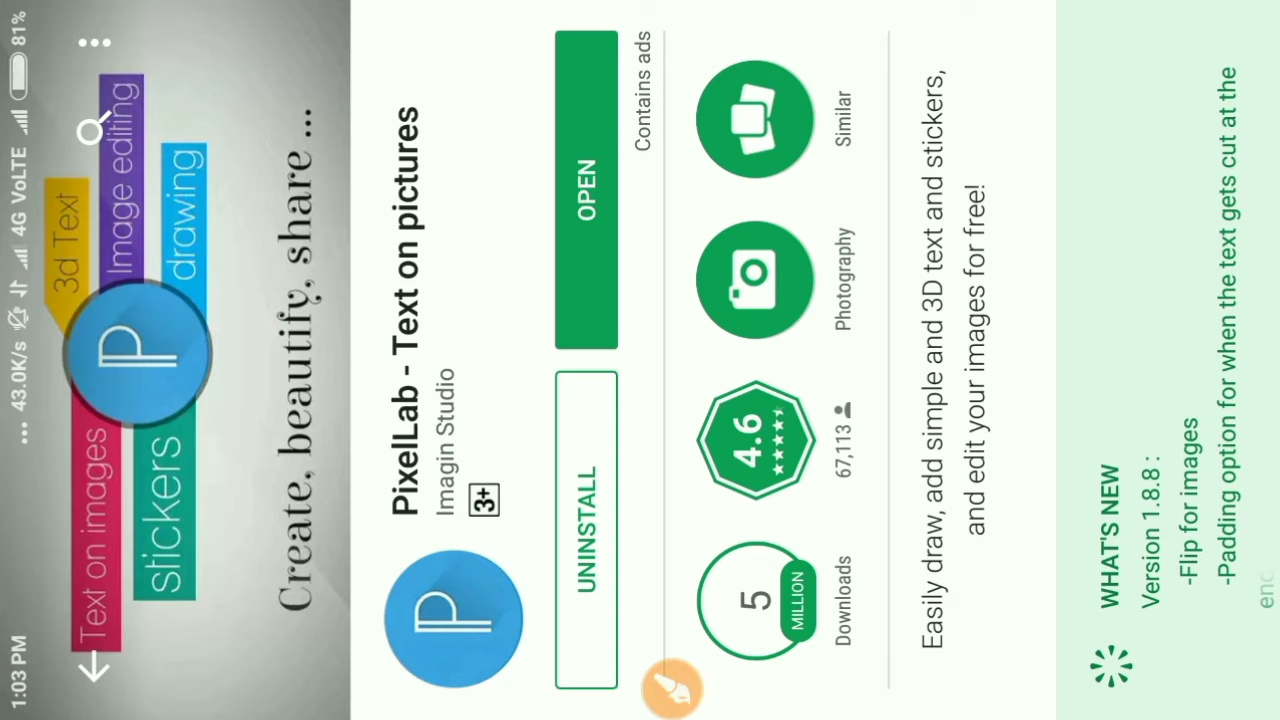 1:03 PM
... 43.0K/s
4G VoLTE
81%
3d Text
Text on images
Image editing
stickers
drawing
Create, beautify, share ...
PixelLab - Text on pictures
Imagin Studio
3+
UNINSTALL
OPEN
Contains ads
5
MILLION
Downloads
4.6
67,113
Photography
Similar
Easily draw, add simple and 3D text and stickers,
and edit your images for free!
WHAT'S NEW
Version 1.8.8 :
-Flip for images
-Padding option for when the text gets cut at the
end